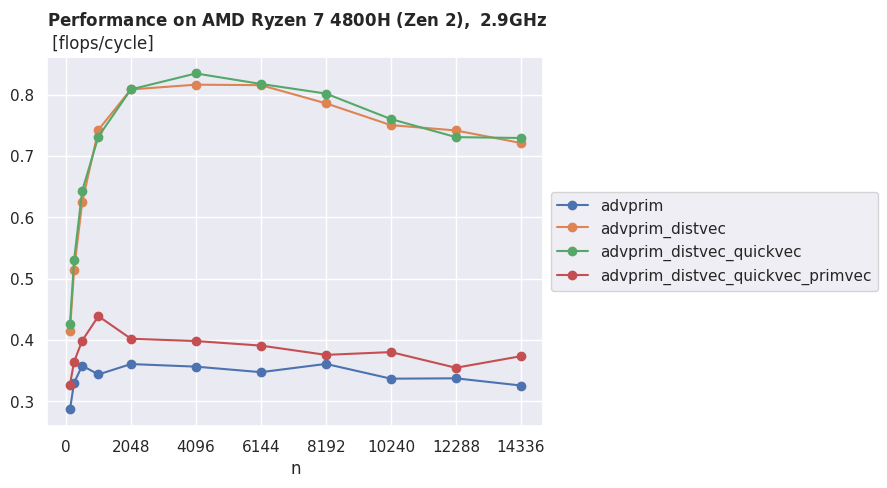 Performance on AMD Ryzen 7 4800H (Zen 2), 2.9GHz
[flops/cycle]
0.8
0.7
0.6
0.5
0.4
0.3
0 2048 4096 6144 8192 10240 12288 14336
n
advprim
advprim_distvec
advprim_distvec_quickvec
advprim_distvec_quickvec_primvec